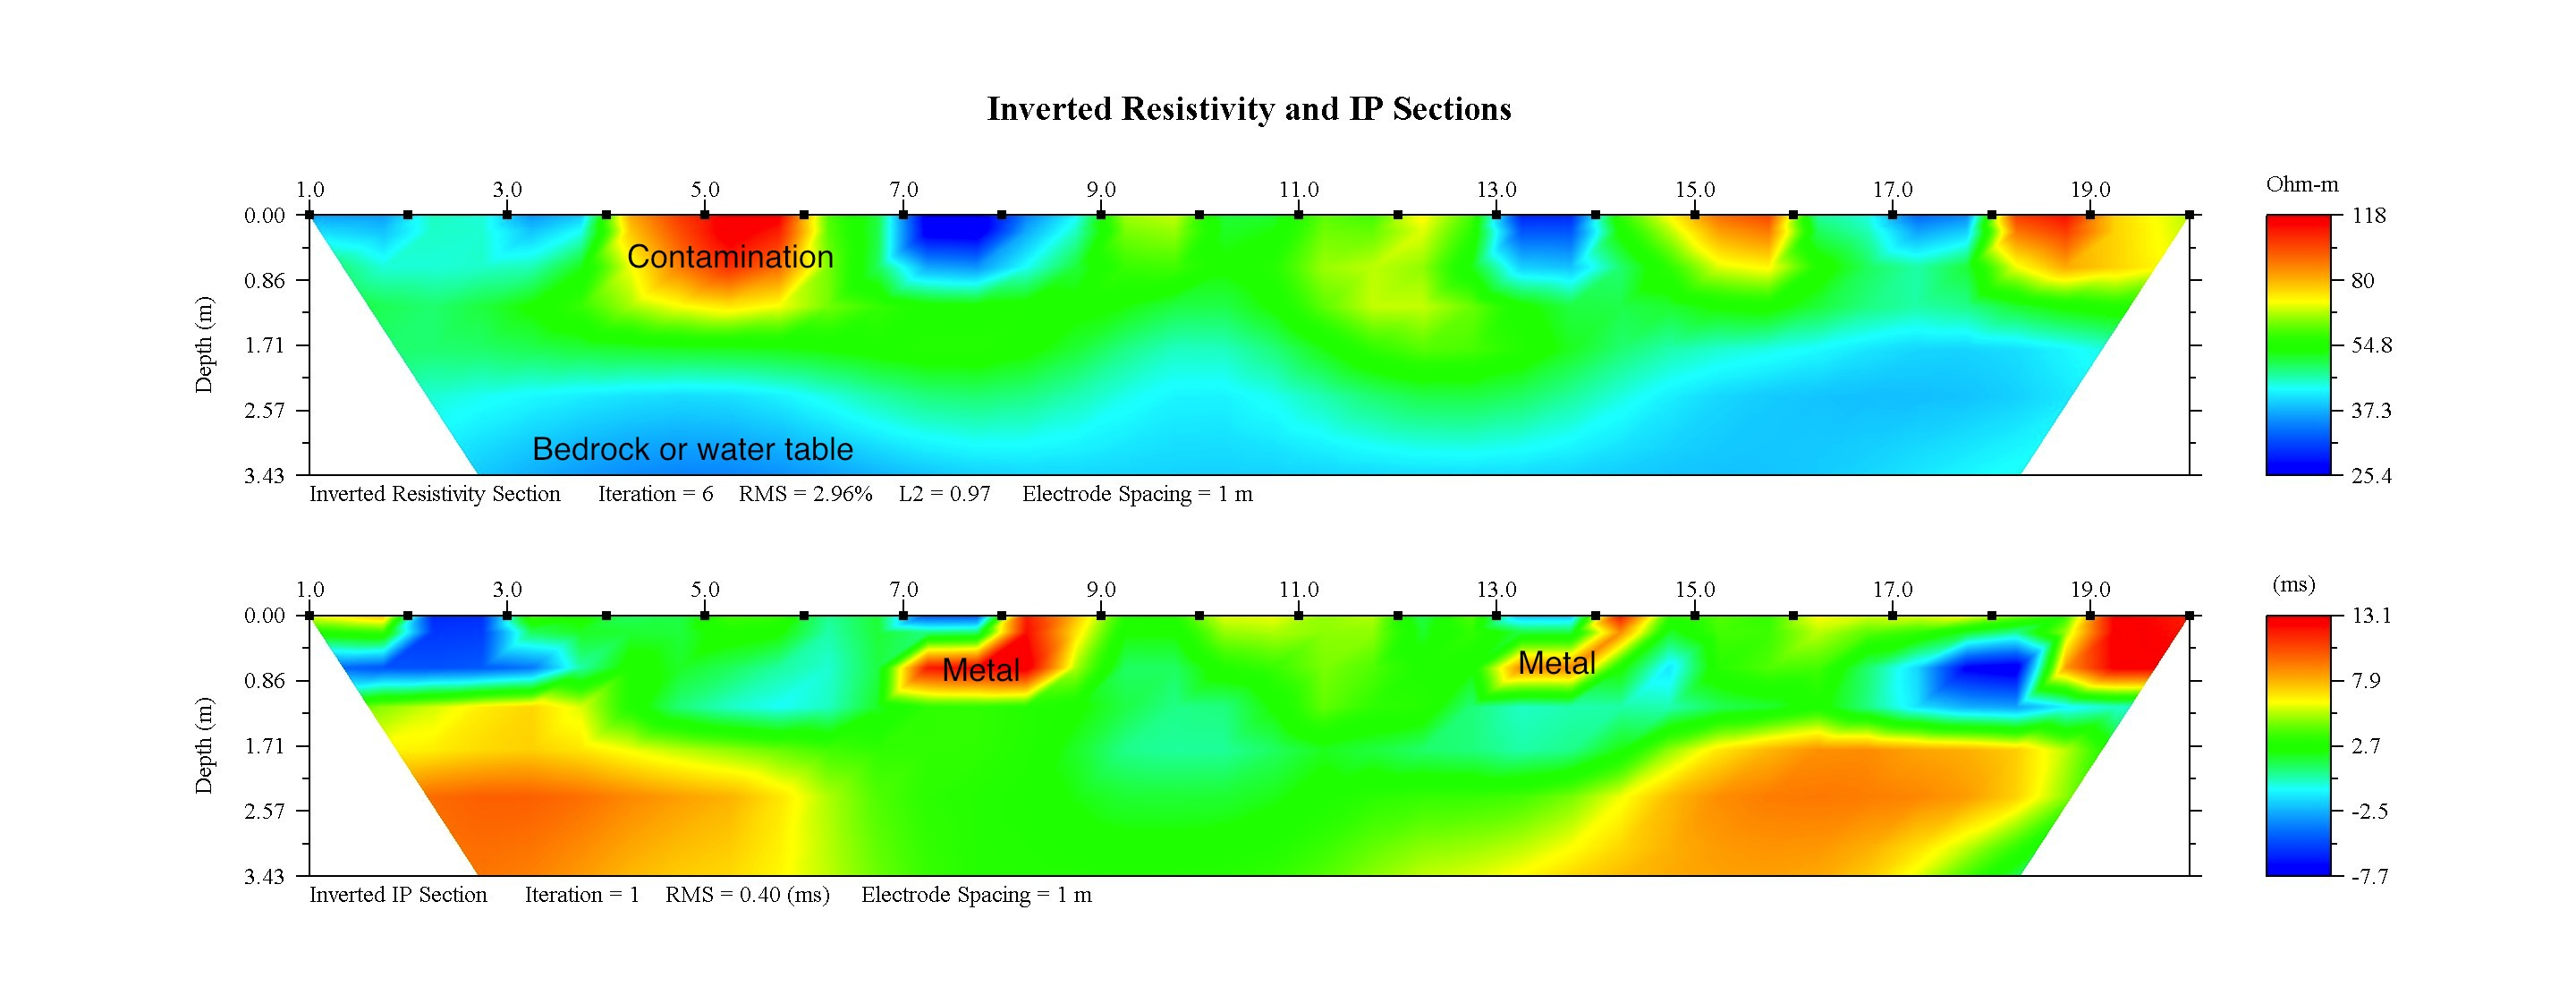 Inverted Resistivity and IP Sections
1.0 3.0 5.0 7.0 9.0 11.0 13.0 15.0 17.0 19.0
Ohm-m
0.00
0.86
1.71
2.57
3.43
Depth (m)
Contamination
Bedrock or water table
118
80
54.8
37.3
25.4
Inverted Resistivity Section Iteration = 6 RMS = 2.96% L2 = 0.97 Electrode Spacing = 1 m
1.0 3.0 5.0 7.0 9.0 11.0 13.0 15.0 17.0 19.0
(ms)
0.00
0.86
1.71
2.57
3.43
Depth (m)
Metal
Metal
13.1
7.9
2.7
-2.5
-7.7
Inverted IP Section Iteration = 1 RMS = 0.40 (ms) Electrode Spacing = 1 m